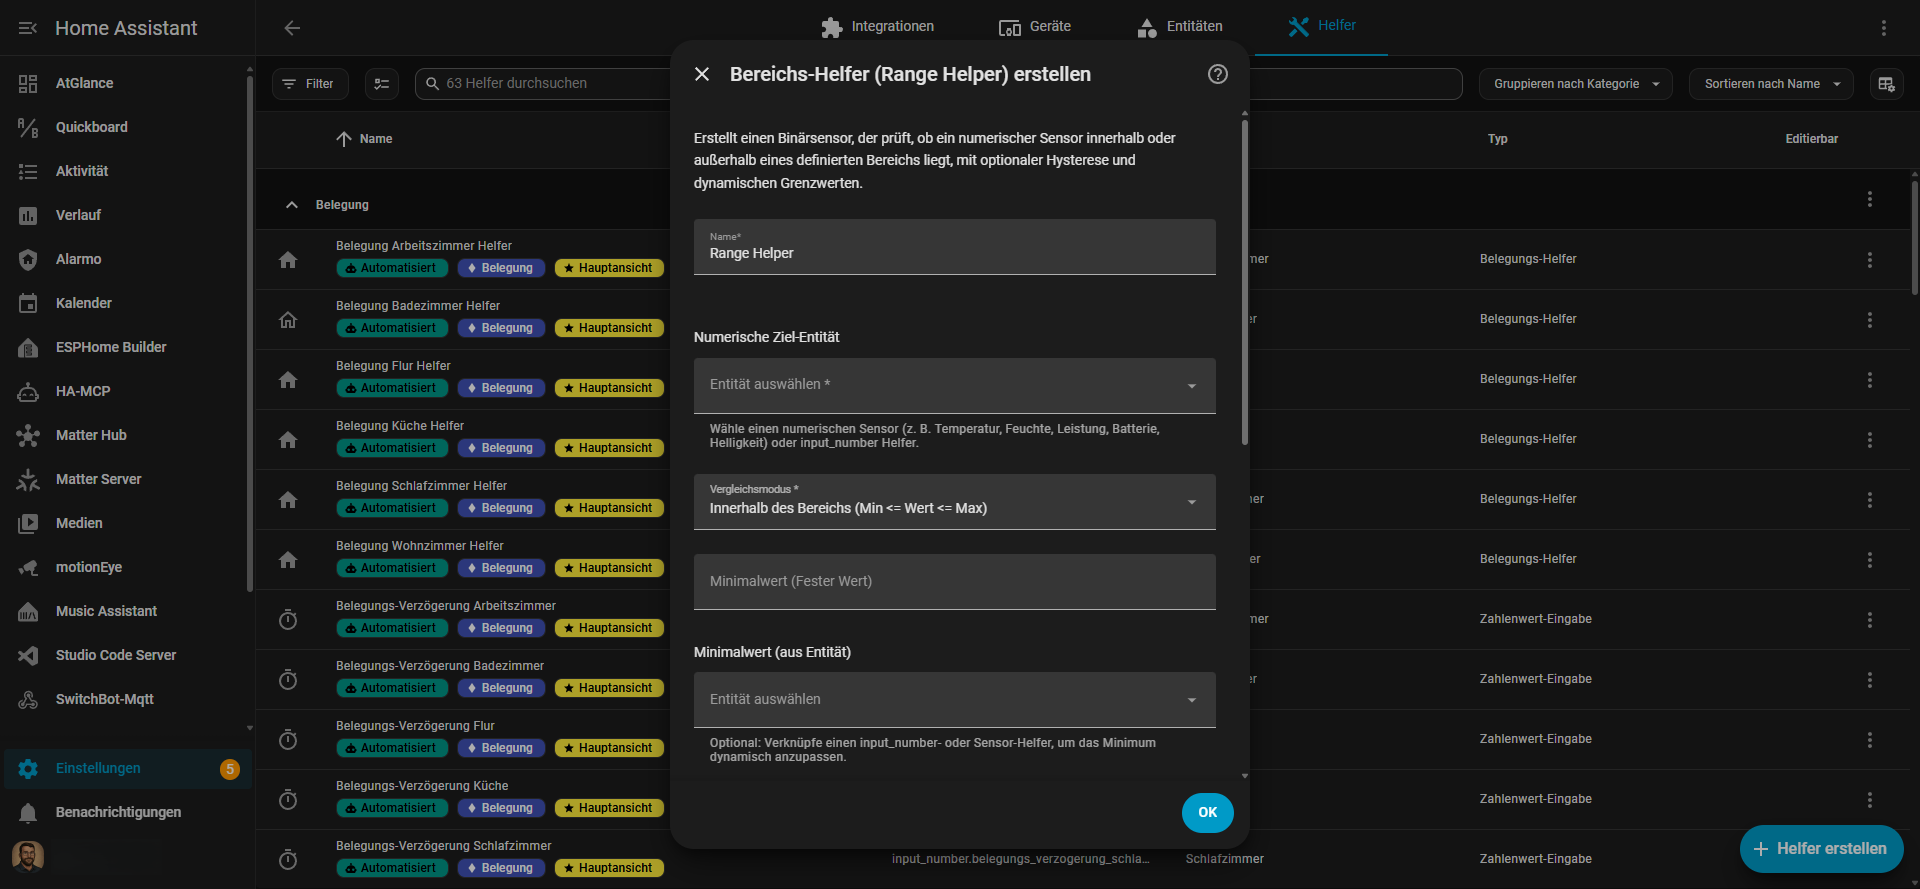 Home Assistant
AtGlance
Quickboard
Aktivität
Verlauf
Alarmo
Kalender
ESPHome Builder
HA-MCP
Matter Hub
Matter Server
Medien
motionEye
Music Assistant
Studio Code Server
SwitchBot-Mqtt
Einstellungen 5
Benachrichtigungen
Integrationen Geräte Entitäten Helfer
Filter 63 Helfer durchsuchen Gruppieren nach Kategorie Sortieren nach Name
Name Typ Editierbar
Belegung
Belegung Arbeitszimmer Helfer
Automatisiert Belegung Hauptansicht mer Belegungs-Helfer
Belegung Badezimmer Helfer
Automatisiert Belegung Hauptansicht er Belegungs-Helfer
Belegung Flur Helfer
Automatisiert Belegung Hauptansicht Belegungs-Helfer
Belegung Küche Helfer
Automatisiert Belegung Hauptansicht Belegungs-Helfer
Belegung Schlafzimmer Helfer
Automatisiert Belegung Hauptansicht er Belegungs-Helfer
Belegung Wohnzimmer Helfer
Automatisiert Belegung Hauptansicht er Belegungs-Helfer
Belegungs-Verzögerung Arbeitszimmer
Automatisiert Belegung Hauptansicht mer Zahlenwert-Eingabe
Belegungs-Verzögerung Badezimmer
Automatisiert Belegung Hauptansicht er Zahlenwert-Eingabe
Belegungs-Verzögerung Flur
Automatisiert Belegung Hauptansicht Zahlenwert-Eingabe
Belegungs-Verzögerung Küche
Automatisiert Belegung Hauptansicht Zahlenwert-Eingabe
Belegungs-Verzögerung Schlafzimmer
Automatisiert Belegung Hauptansicht input_number.belegungs_verzogerung_schla... Schlafzimmer Zahlenwert-Eingabe
Bereichs-Helfer (Range Helper) erstellen
Erstellt einen Binärsensor, der prüft, ob ein numerischer Sensor innerhalb oder
außerhalb eines definierten Bereichs liegt, mit optionaler Hysterese und
dynamischen Grenzwerten.
Name*
Range Helper
Numerische Ziel-Entität
Entität auswählen *
Wähle einen numerischen Sensor (z. B. Temperatur, Feuchte, Leistung, Batterie,
Helligkeit) oder input_number Helfer.
Vergleichsmodus *
Innerhalb des Bereichs (Min <= Wert <= Max)
Minimalwert (Fester Wert)
Minimalwert (aus Entität)
Entität auswählen
Optional: Verknüpfe einen input_number- oder Sensor-Helfer, um das Minimum
dynamisch anzupassen.
OK
Helfer erstellen